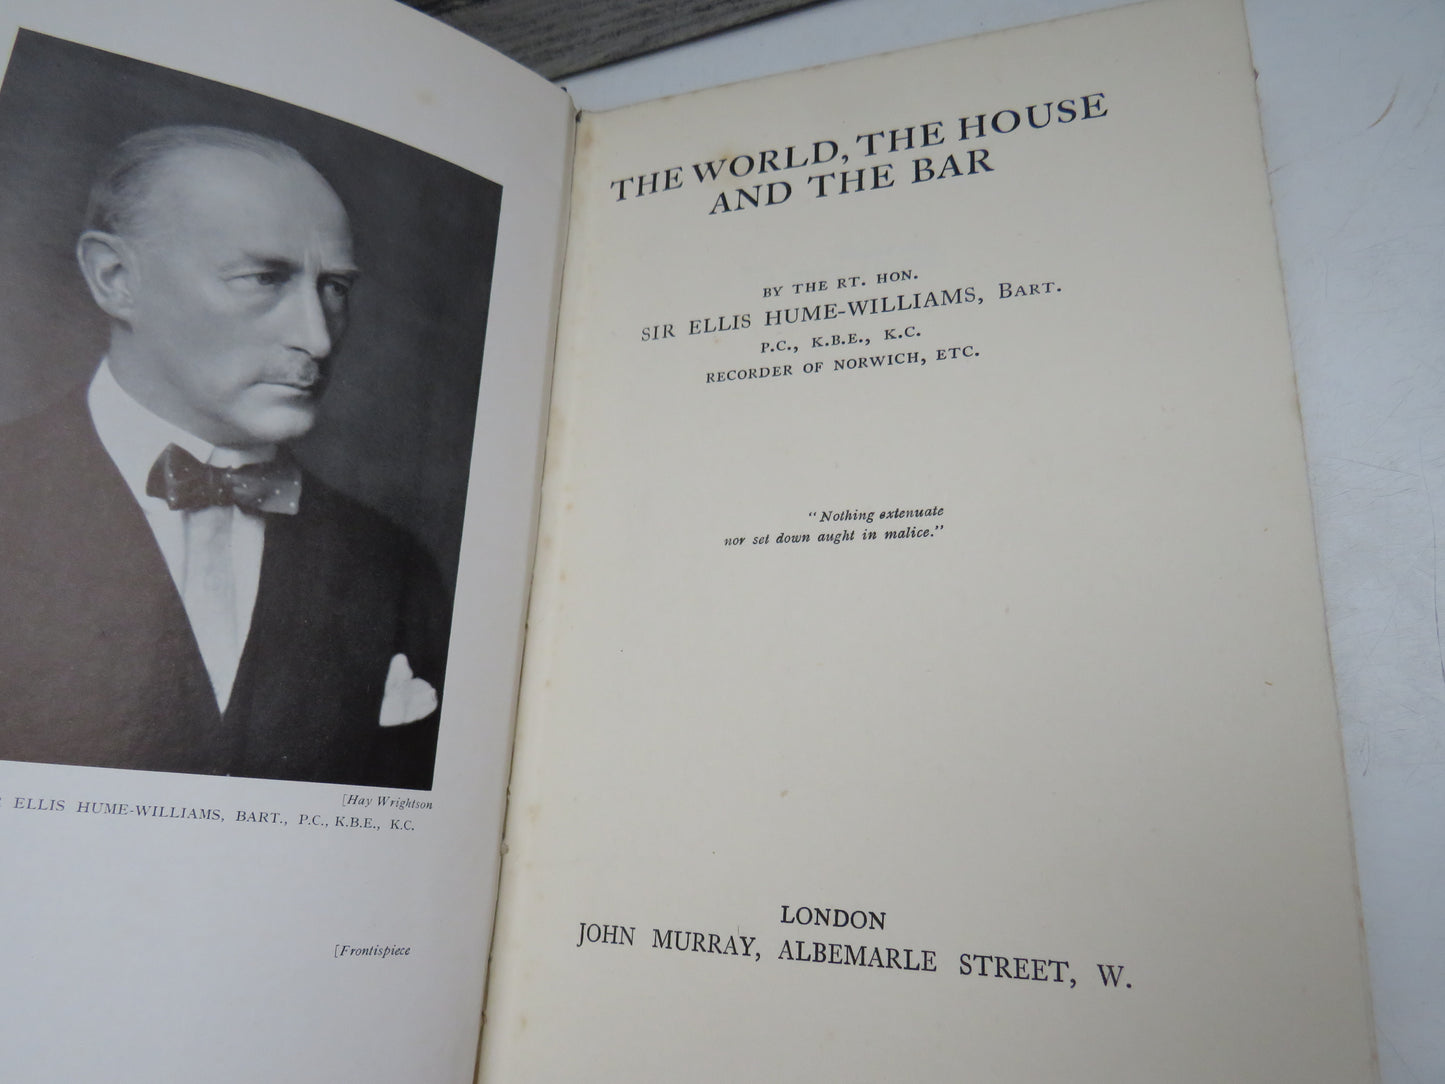 [Hay Wrightson
ELLIS HUME-WILLIAMS, BART., P.C., K.B.E., K.C.
[Frontispiece
THE WORLD, THE HOUSE
AND THE BAR
BY THE RT. HON.
SIR ELLIS HUME-WILLIAMS, BART.
P.C., K.B.E., K.C.
RECORDER OF NORWICH, ETC.
"Nothing extenuate
nor set down aught in malice."
LONDON
JOHN MURRAY, ALBEMARLE STREET, W.